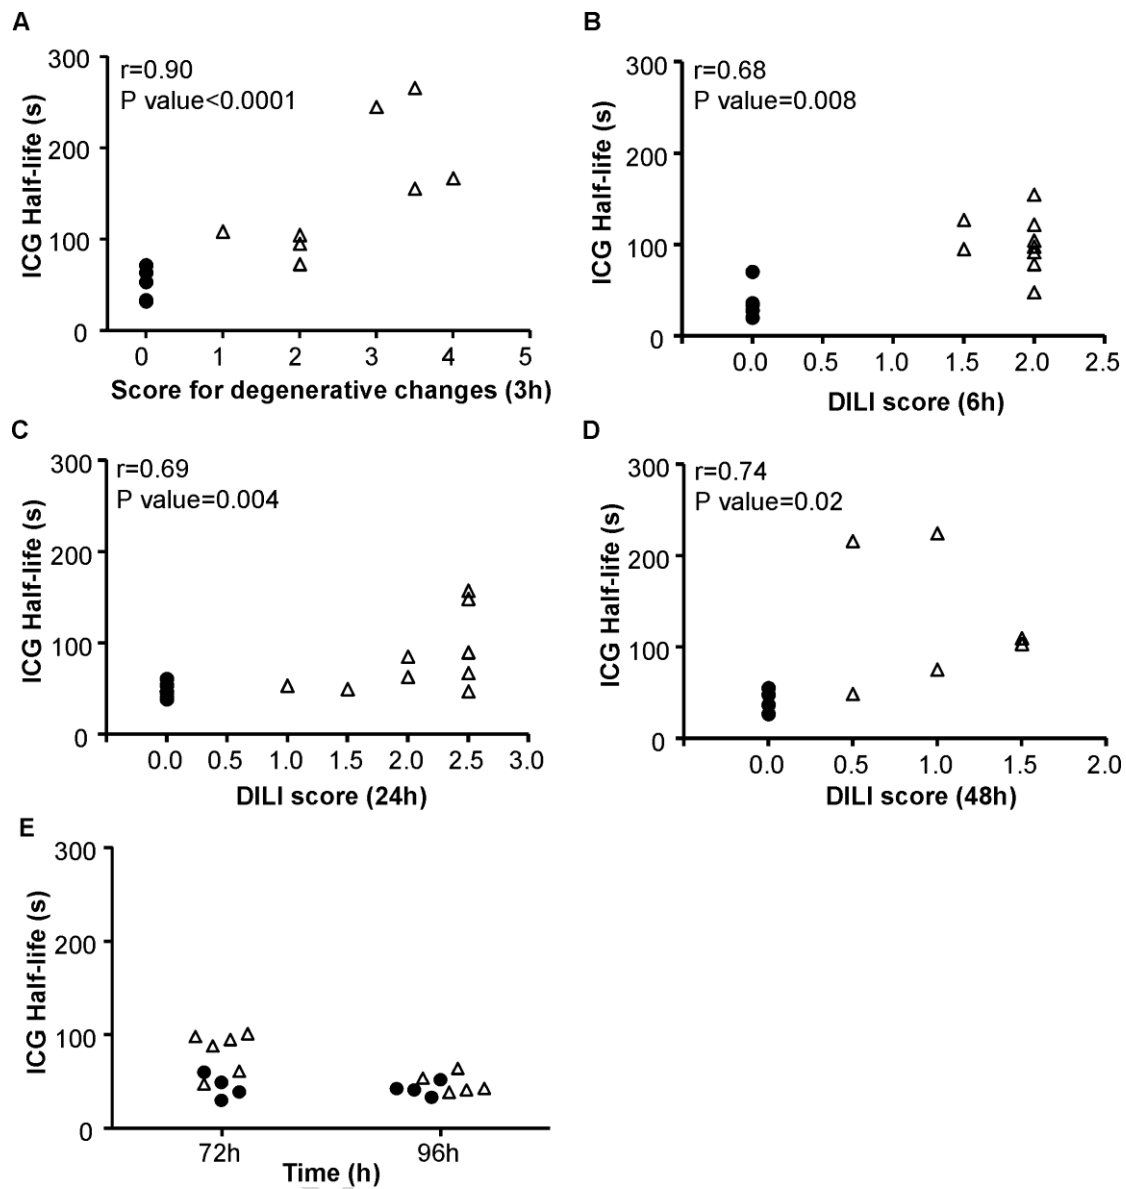 A
r=0.90
P value<0.0001
300
200
100
0
ICG Half-life (s)
0 1 2 3 4 5
Score for degenerative changes (3h)
B
r=0.68
P value=0.008
300
200
100
0
ICG Half-life (s)
0.0 0.5 1.0 1.5 2.0 2.5
DILI score (6h)
C
r=0.69
P value=0.004
300
200
100
0
ICG Half-life (s)
0.0 0.5 1.0 1.5 2.0 2.5 3.0
DILI score (24h)
D
r=0.74
P value=0.02
300
200
100
0
ICG Half-life (s)
0.0 0.5 1.0 1.5 2.0
DILI score (48h)
E
300
200
100
0
ICG Half-life (s)
72h 96h
Time (h)